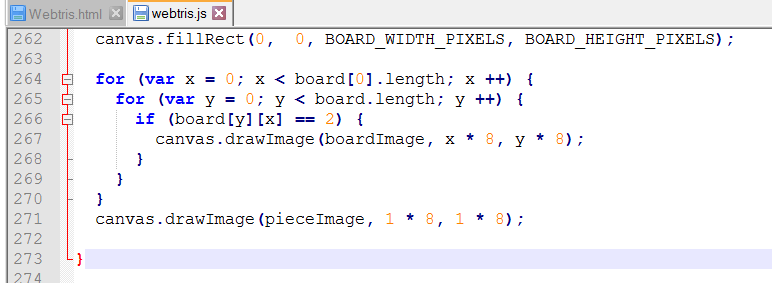 Webtris.html webtris.js
262 canvas.fillRect(0, 0, BOARD_WIDTH_PIXELS, BOARD_HEIGHT_PIXELS);
263
264 for (var x = 0; x < board[0].length; x ++) {
265 for (var y = 0; y < board.length; y ++) {
266 if (board[y][x] == 2) {
267 canvas.drawImage(boardImage, x * 8, y * 8);
268 }
269 }
270 }
271 canvas.drawImage(pieceImage, 1 * 8, 1 * 8);
272
273 }
274